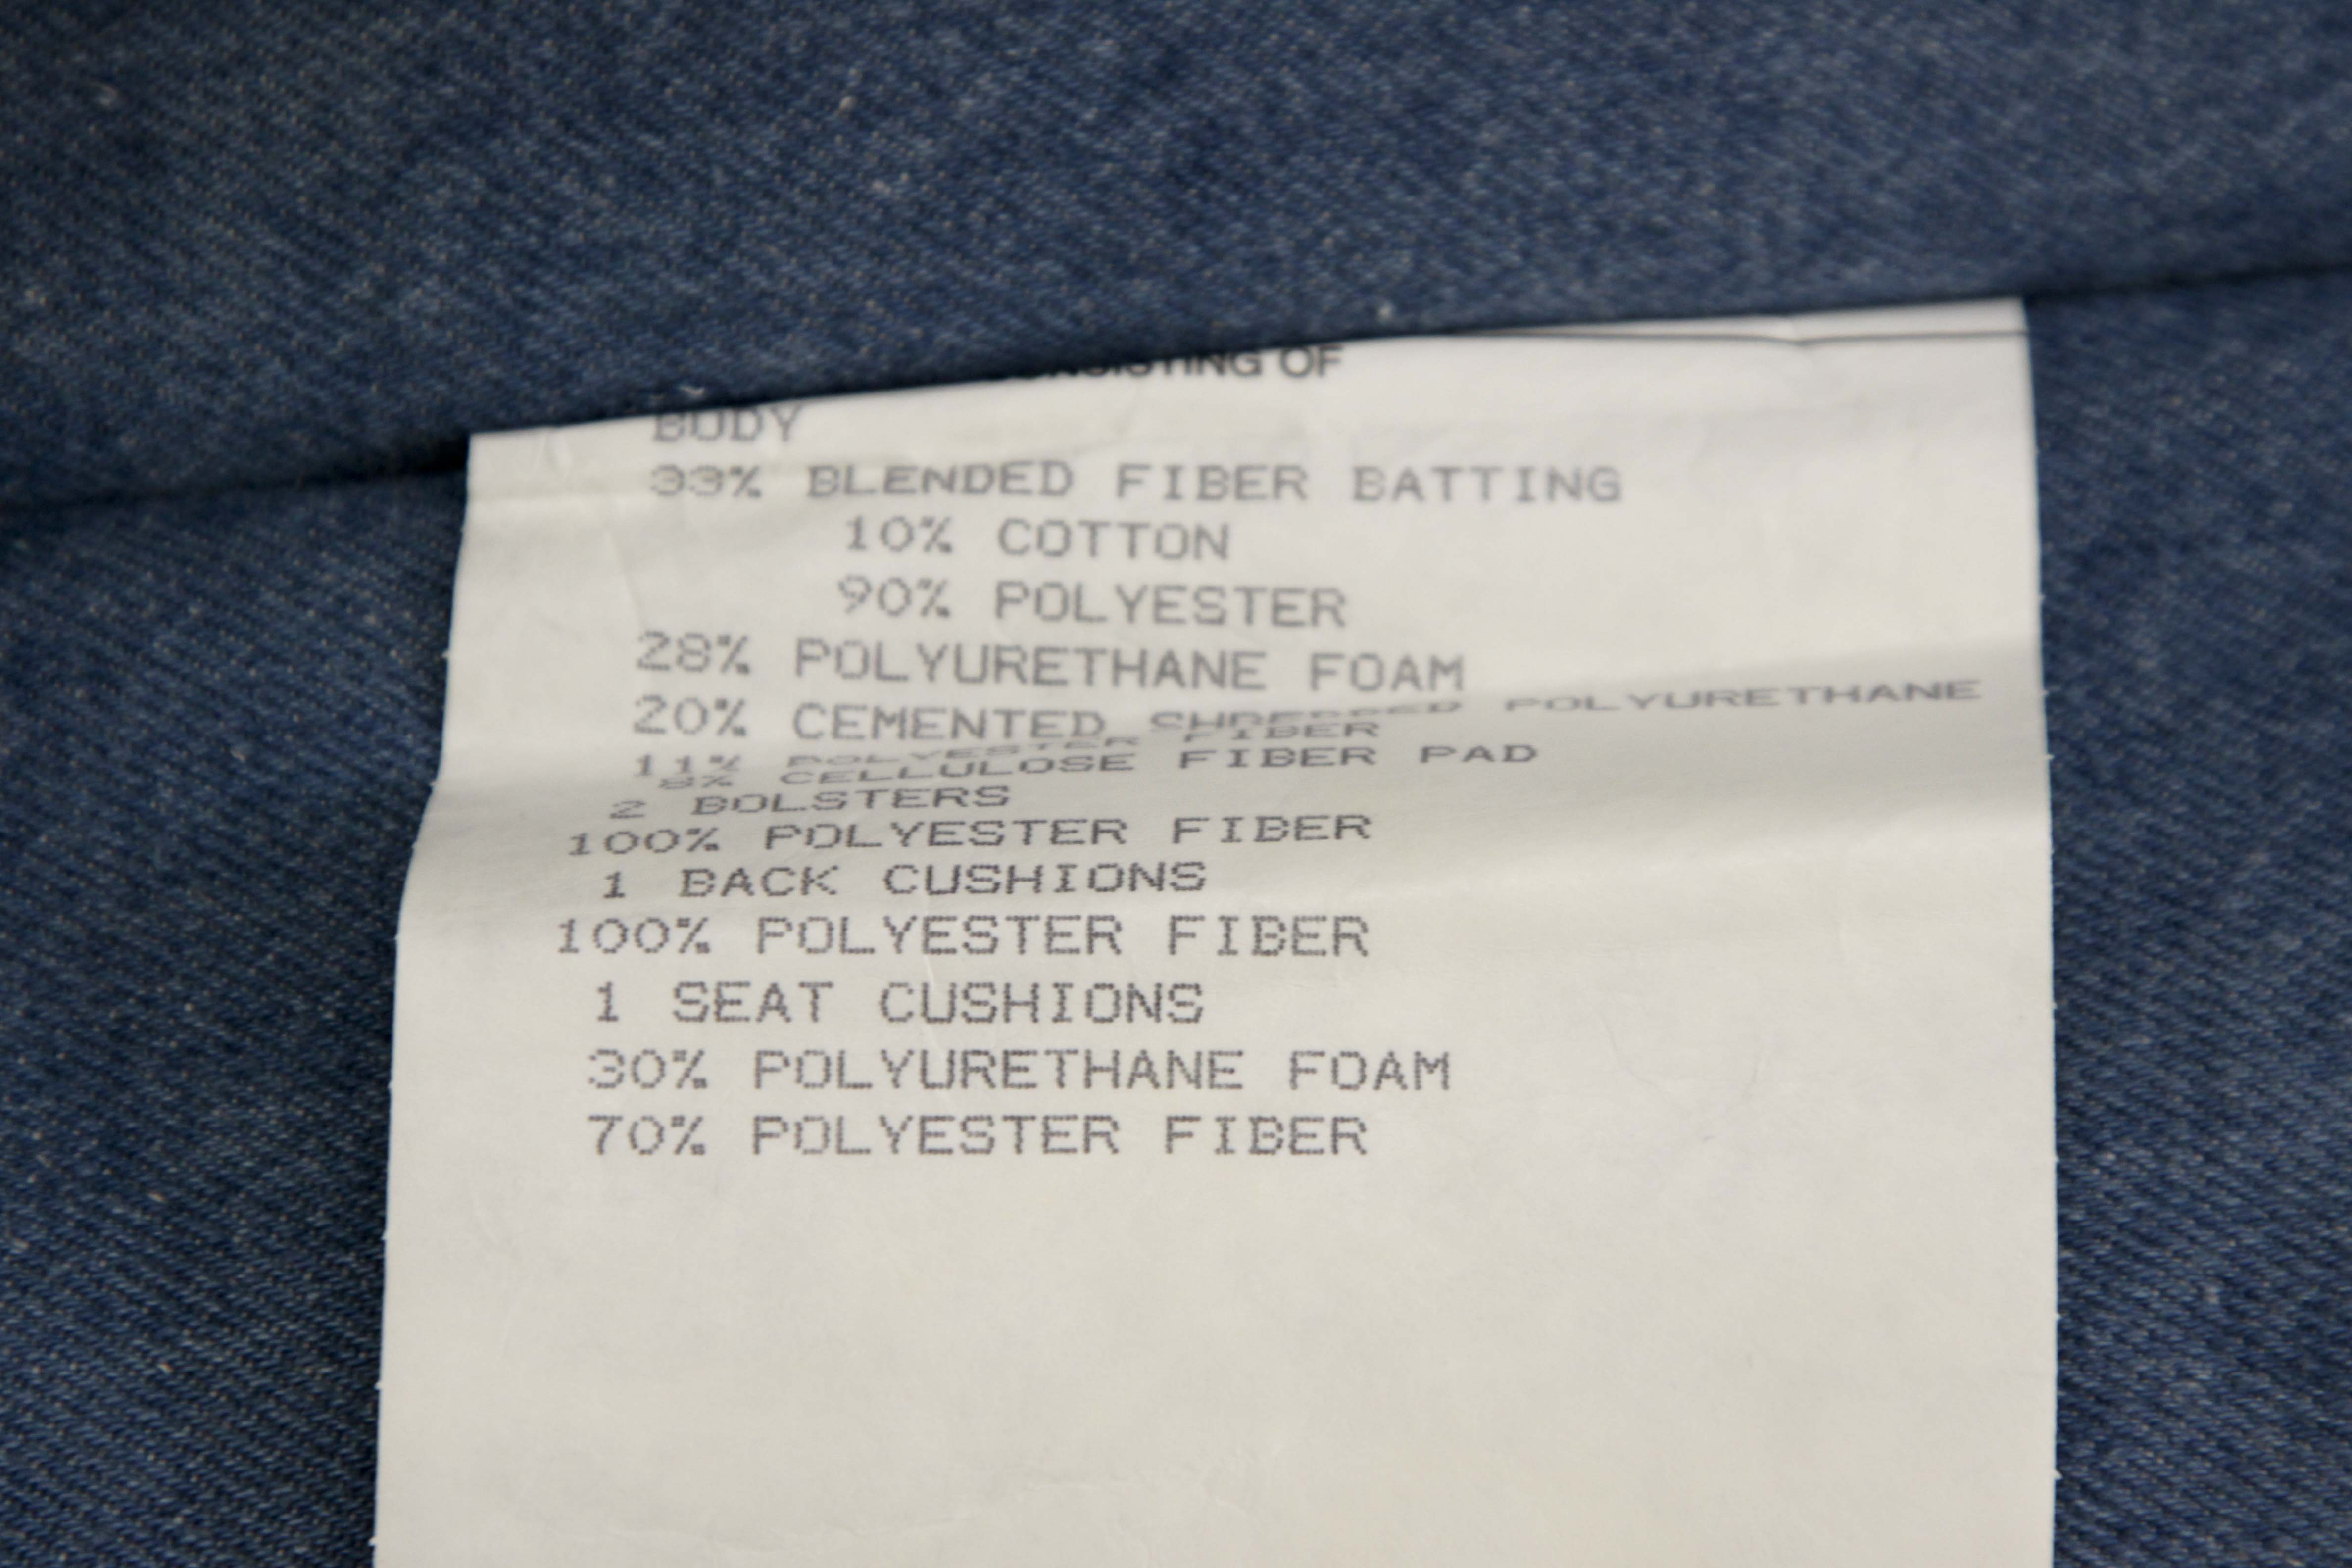 CONSISTING OF
BODY
33% BLENDED FIBER BATTING
10% COTTON
90% POLYESTER
28% POLYURETHANE FOAM
20% CEMENTED SHREDDED POLYURETHANE
11% POLYESTER FIBER
8% CELLULOSE FIBER PAD
2 BOLSTERS
100% POLYESTER FIBER
1 BACK CUSHIONS
100% POLYESTER FIBER
1 SEAT CUSHIONS
30% POLYURETHANE FOAM
70% POLYESTER FIBER